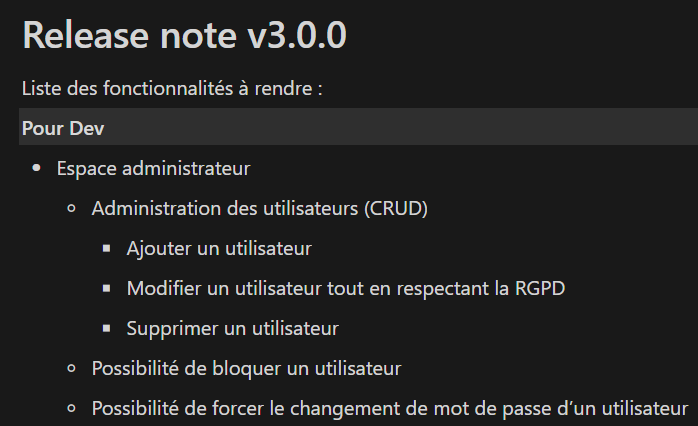 Release note v3.0.0
Liste des fonctionnalités à rendre :
Pour Dev
Espace administrateur
Administration des utilisateurs (CRUD)
Ajouter un utilisateur
Modifier un utilisateur tout en respectant la RGPD
Supprimer un utilisateur
Possibilité de bloquer un utilisateur
Possibilité de forcer le changement de mot de passe d’un utilisateur